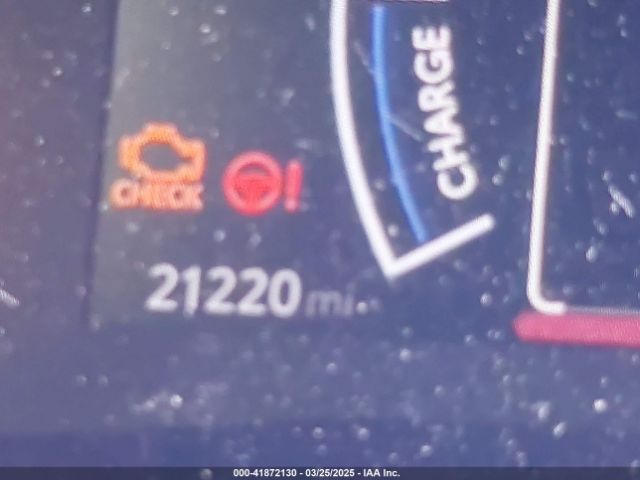 CHARGE
CHECK
!
21220 mi
000-41872130 - 03/25/2025 - IAA Inc.